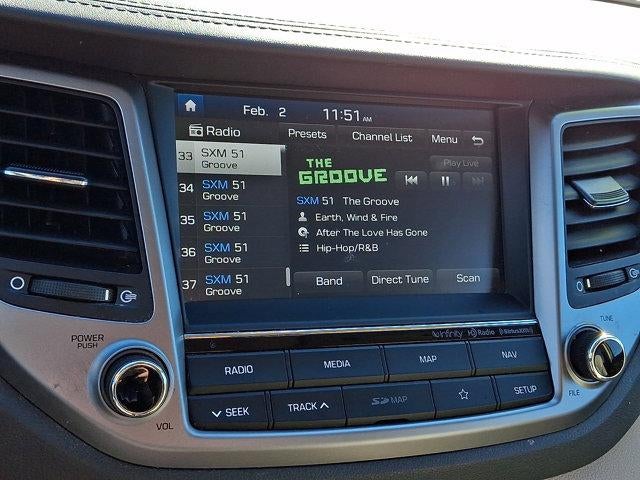 Feb. 2 11:51 AM
Radio Presets Channel List Menu
33 SXM 51 Groove
34 SXM 51 Groove
35 SXM 51 Groove
36 SXM 51 Groove
37 SXM 51 Groove
THE GROOVE
Play Live
SXM 51 The Groove
Earth, Wind & Fire
After The Love Has Gone
Hip-Hop/R&B
Band Direct Tune Scan
Infinity HD Radio SiriusXM
POWER PUSH
VOL
RADIO MEDIA MAP NAV
SEEK TRACK SD MAP SETUP
TUNE
FILE